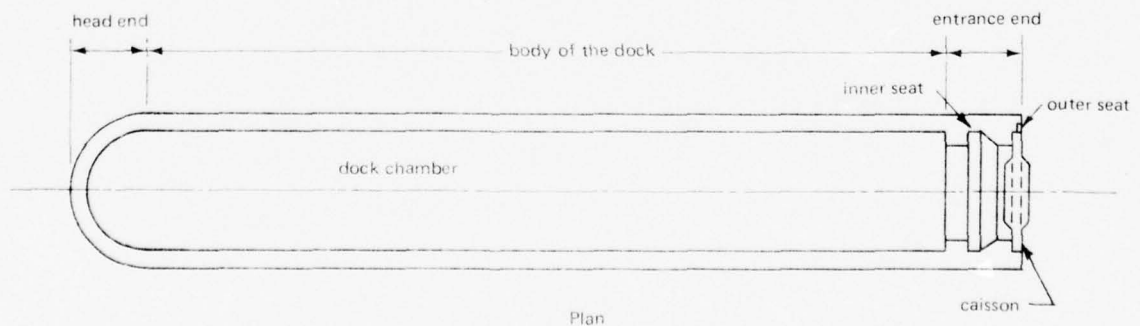 head end
entrance end
body of the dock
inner seat
outer seat
dock chamber
caisson
Plan